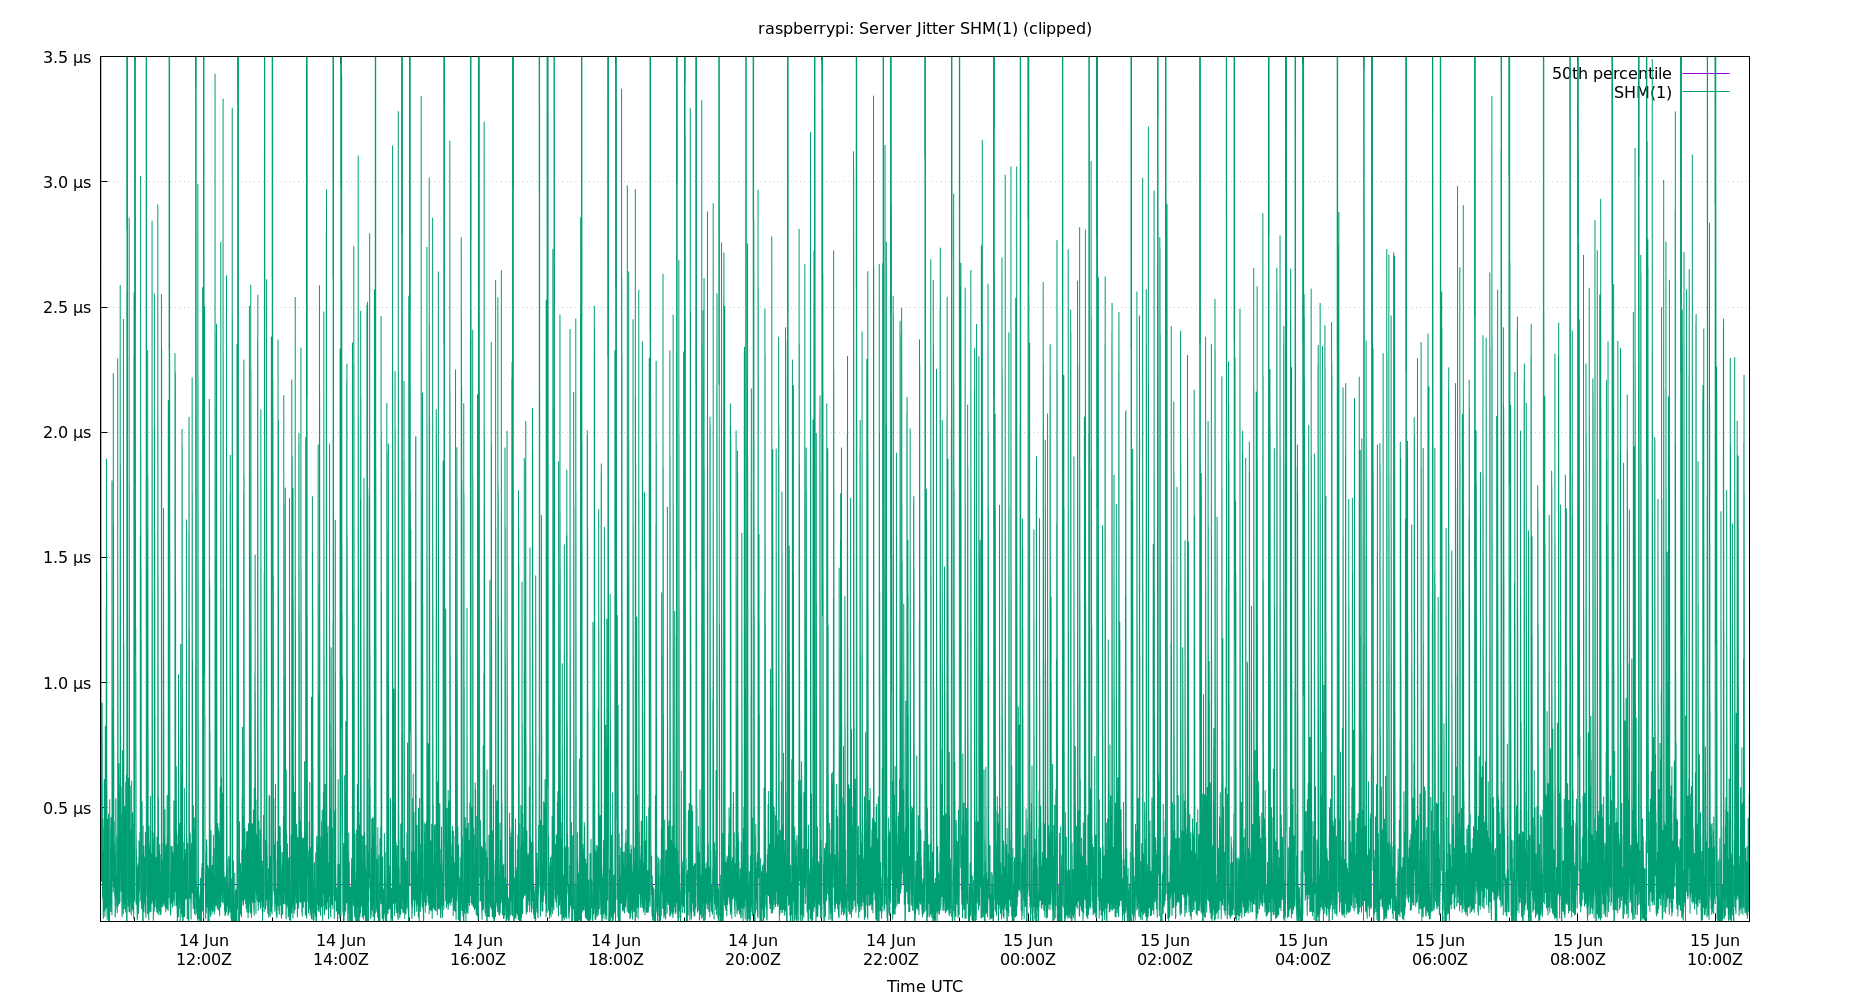 raspberrypi: Server Jitter SHM(1) (clipped)
3.5 µs
3.0 µs
2.5 µs
2.0 µs
1.5 µs
1.0 µs
0.5 µs
50th percentile
SHM(1)
14 Jun 14 Jun 14 Jun 14 Jun 14 Jun 14 Jun 15 Jun 15 Jun 15 Jun 15 Jun 15 Jun 15 Jun
12:00Z 14:00Z 16:00Z 18:00Z 20:00Z 22:00Z 00:00Z 02:00Z 04:00Z 06:00Z 08:00Z 10:00Z
Time UTC